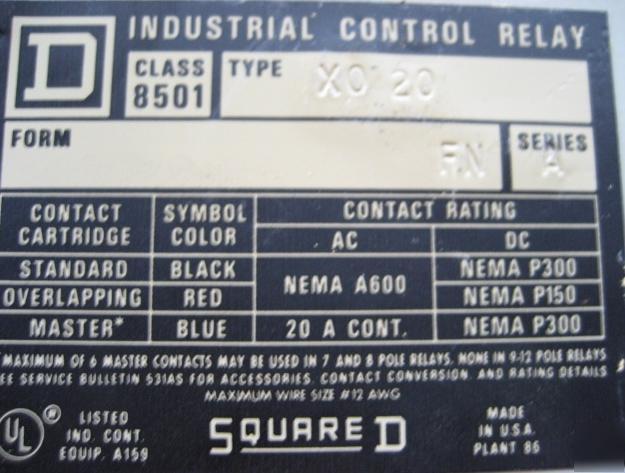 D INDUSTRIAL CONTROL RELAY
CLASS 8501 TYPE XO 20
FORM F.N SERIES A
CONTACT CARTRIDGE SYMBOL COLOR CONTACT RATING
AC DC
STANDARD BLACK NEMA A600 NEMA P300
OVERLAPPING RED NEMA P150
MASTER* BLUE 20 A CONT. NEMA P300
*MAXIMUM OF 6 MASTER CONTACTS MAY BE USED IN 7 AND 8 POLE RELAYS. NONE IN 9-12 POLE RELAYS
EE SERVICE BULLETIN 531AS FOR ACCESSORIES, CONTACT CONVERSION AND RATING DETAILS
MAXIMUM WIRE SIZE #12 AWG
UL ® LISTED
IND. CONT.
EQUIP. A159
SQUARE D
MADE
IN U.S.A.
PLANT 86